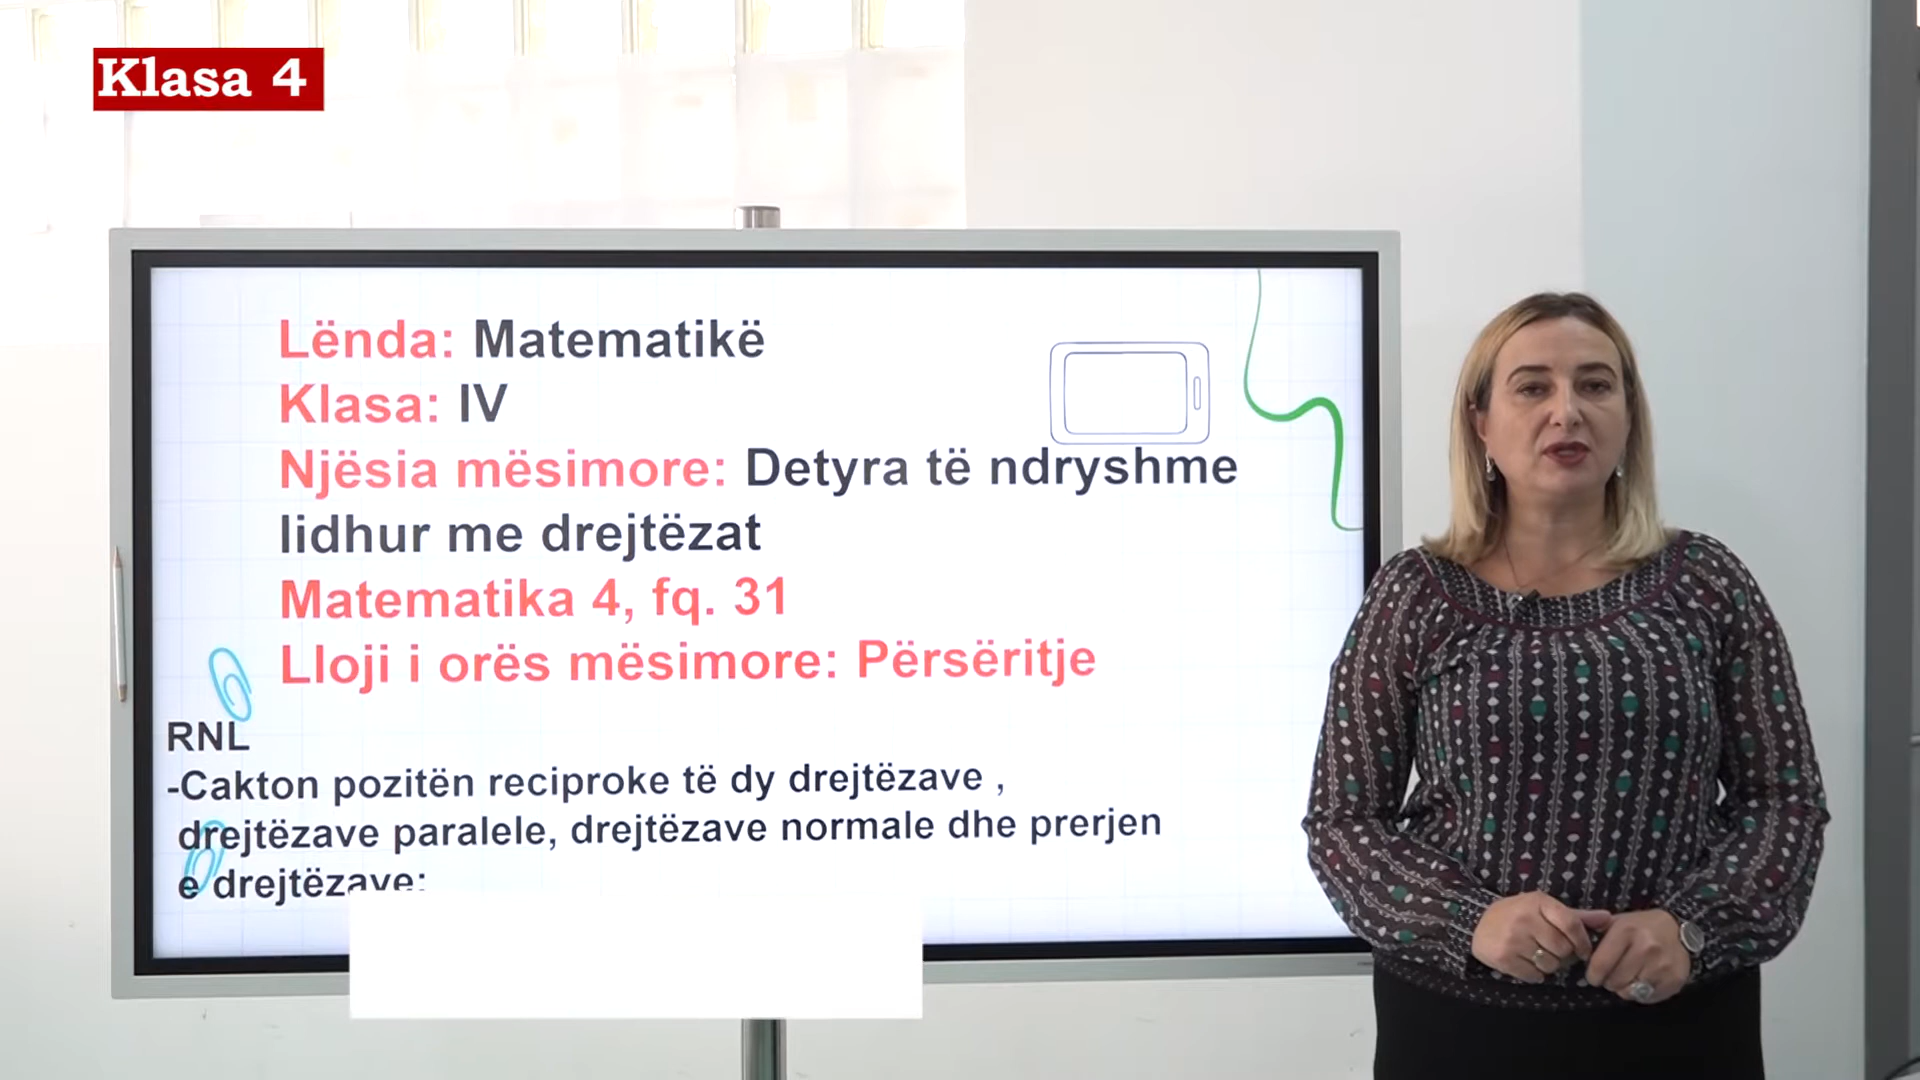 Klasa 4
Lënda: Matematikë
Klasa: IV
Njësia mësimore: Detyra të ndryshme
lidhur me drejtëzat
Matematika 4, fq. 31
Lloji i orës mësimore: Përsëritje
RNL
-Cakton pozitën reciproke të dy drejtëzave ,
drejtëzave paralele, drejtëzave normale dhe prerjen
e drejtëzave;